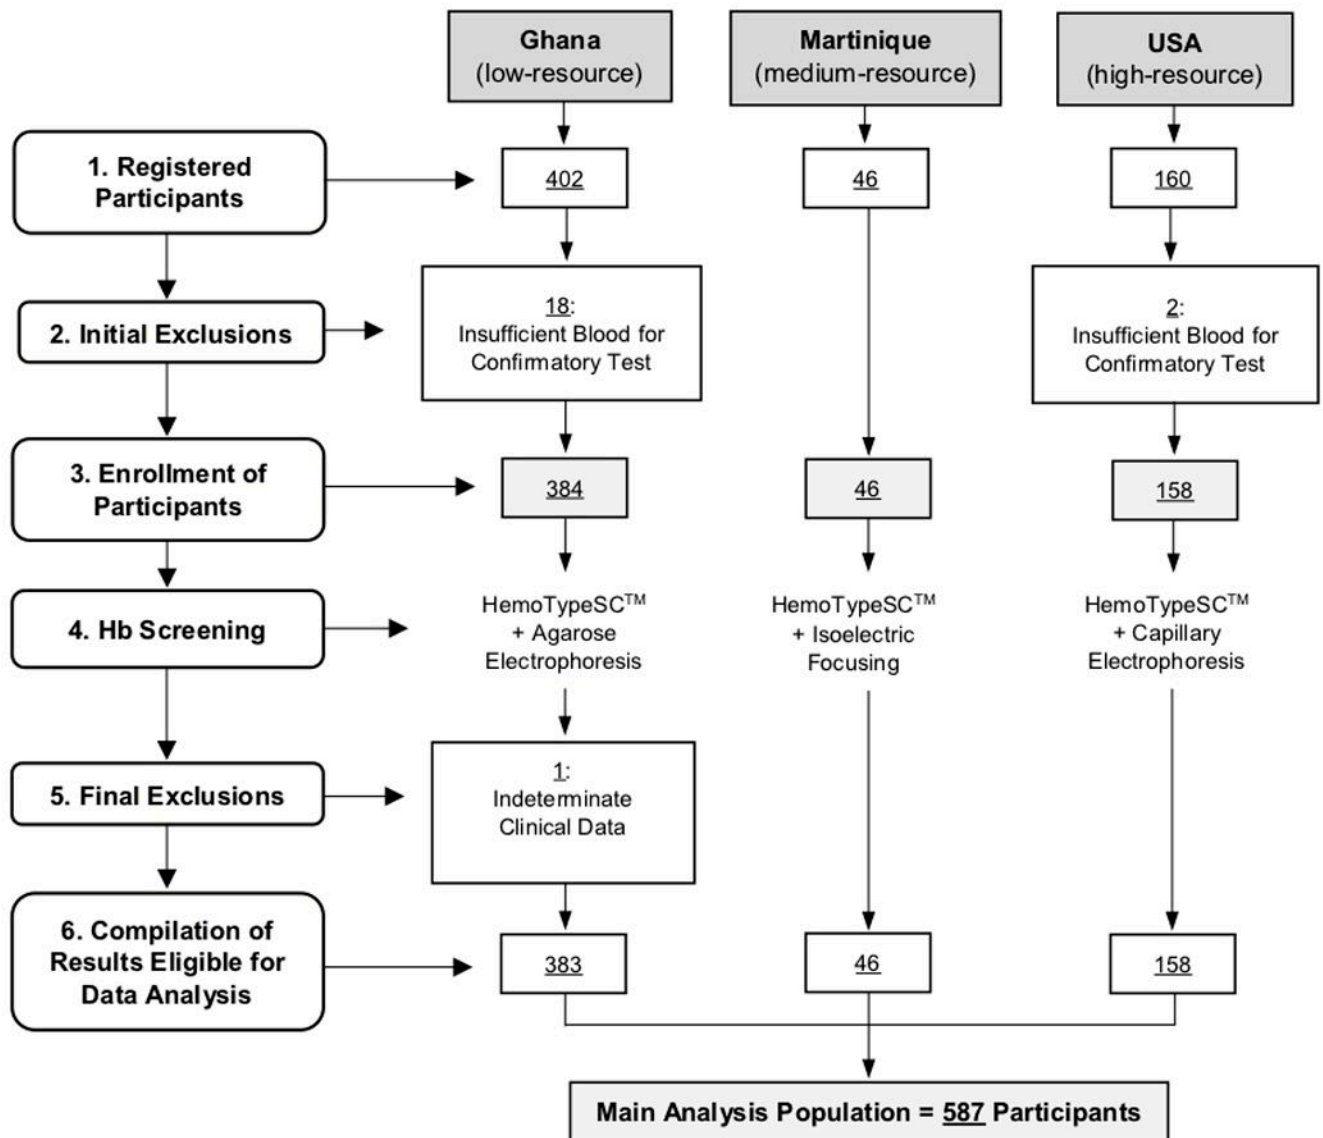 Ghana
(low-resource)
Martinique
(medium-resource)
USA
(high-resource)
1. Registered
Participants
402
46
160
2. Initial Exclusions
18:
Insufficient Blood for
Confirmatory Test
2:
Insufficient Blood for
Confirmatory Test
3. Enrollment of
Participants
384
46
158
4. Hb Screening
HemoTypeSC™
+ Agarose
Electrophoresis
HemoTypeSC™
+ Isoelectric
Focusing
HemoTypeSC™
+ Capillary
Electrophoresis
5. Final Exclusions
1:
Indeterminate
Clinical Data
6. Compilation of
Results Eligible for
Data Analysis
383
46
158
Main Analysis Population = 587 Participants